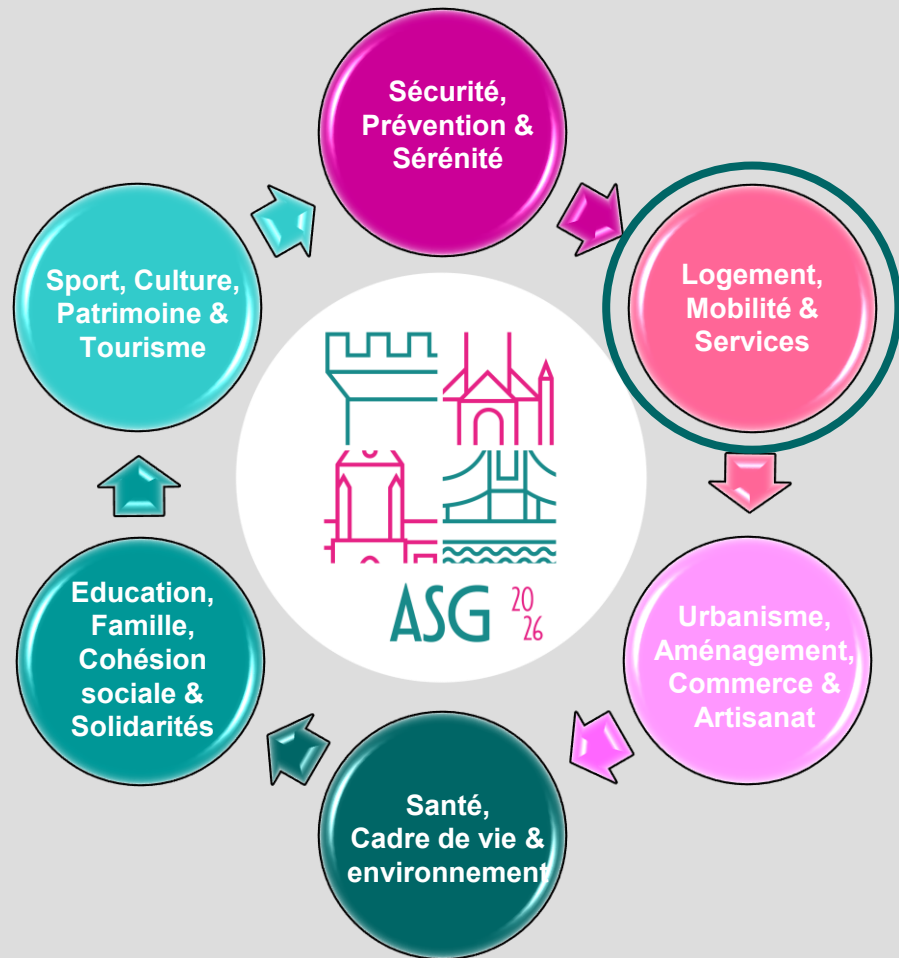 Sécurité,
Prévention &
Sérénité
Logement,
Mobilité &
Services
Urbanisme,
Aménagement,
Commerce &
Artisanat
Santé,
Cadre de vie &
environnement
Education,
Famille,
Cohésion
sociale &
Solidarités
Sport, Culture,
Patrimoine &
Tourisme
ASG 20
26